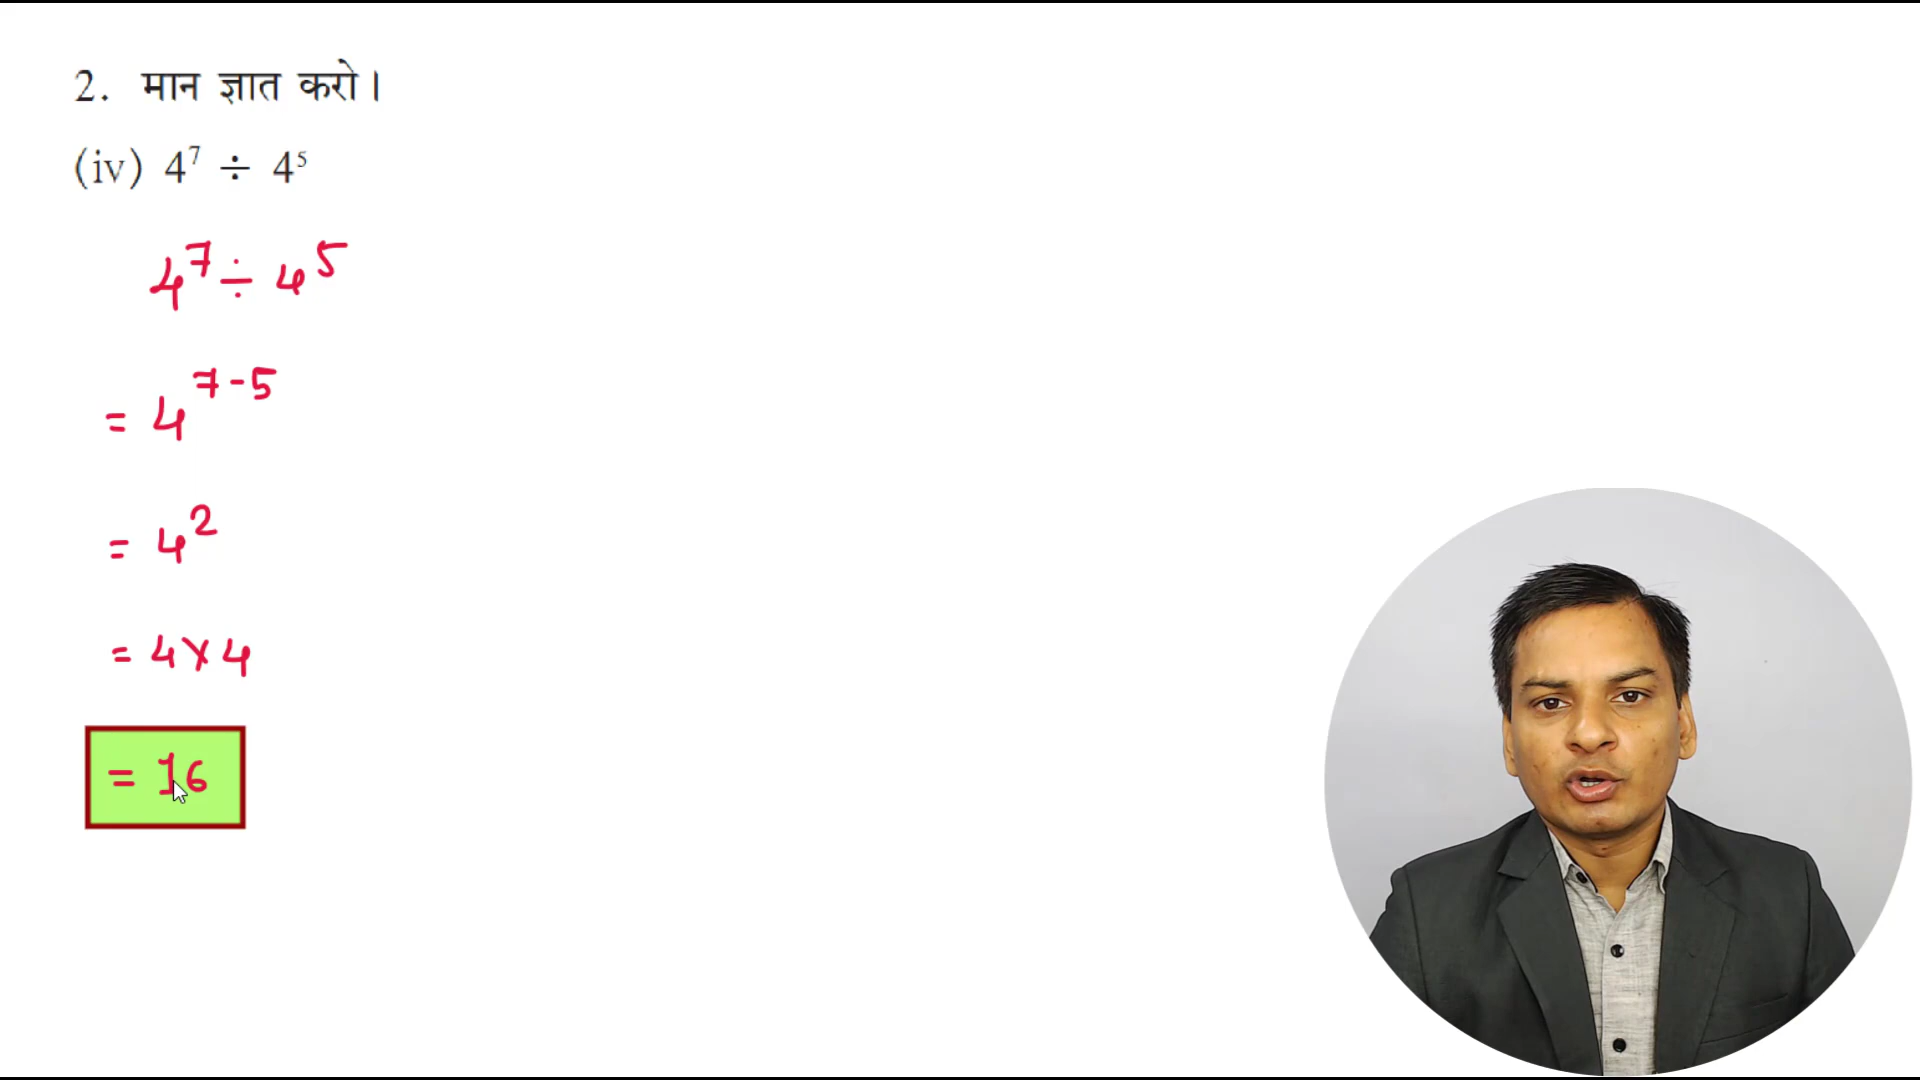 2. मान ज्ञात करो।
(iv) 4⁷ ÷ 4⁵
4⁷ ÷ 4⁵
= 4⁷⁻⁵
= 4²
= 4 × 4
= 16